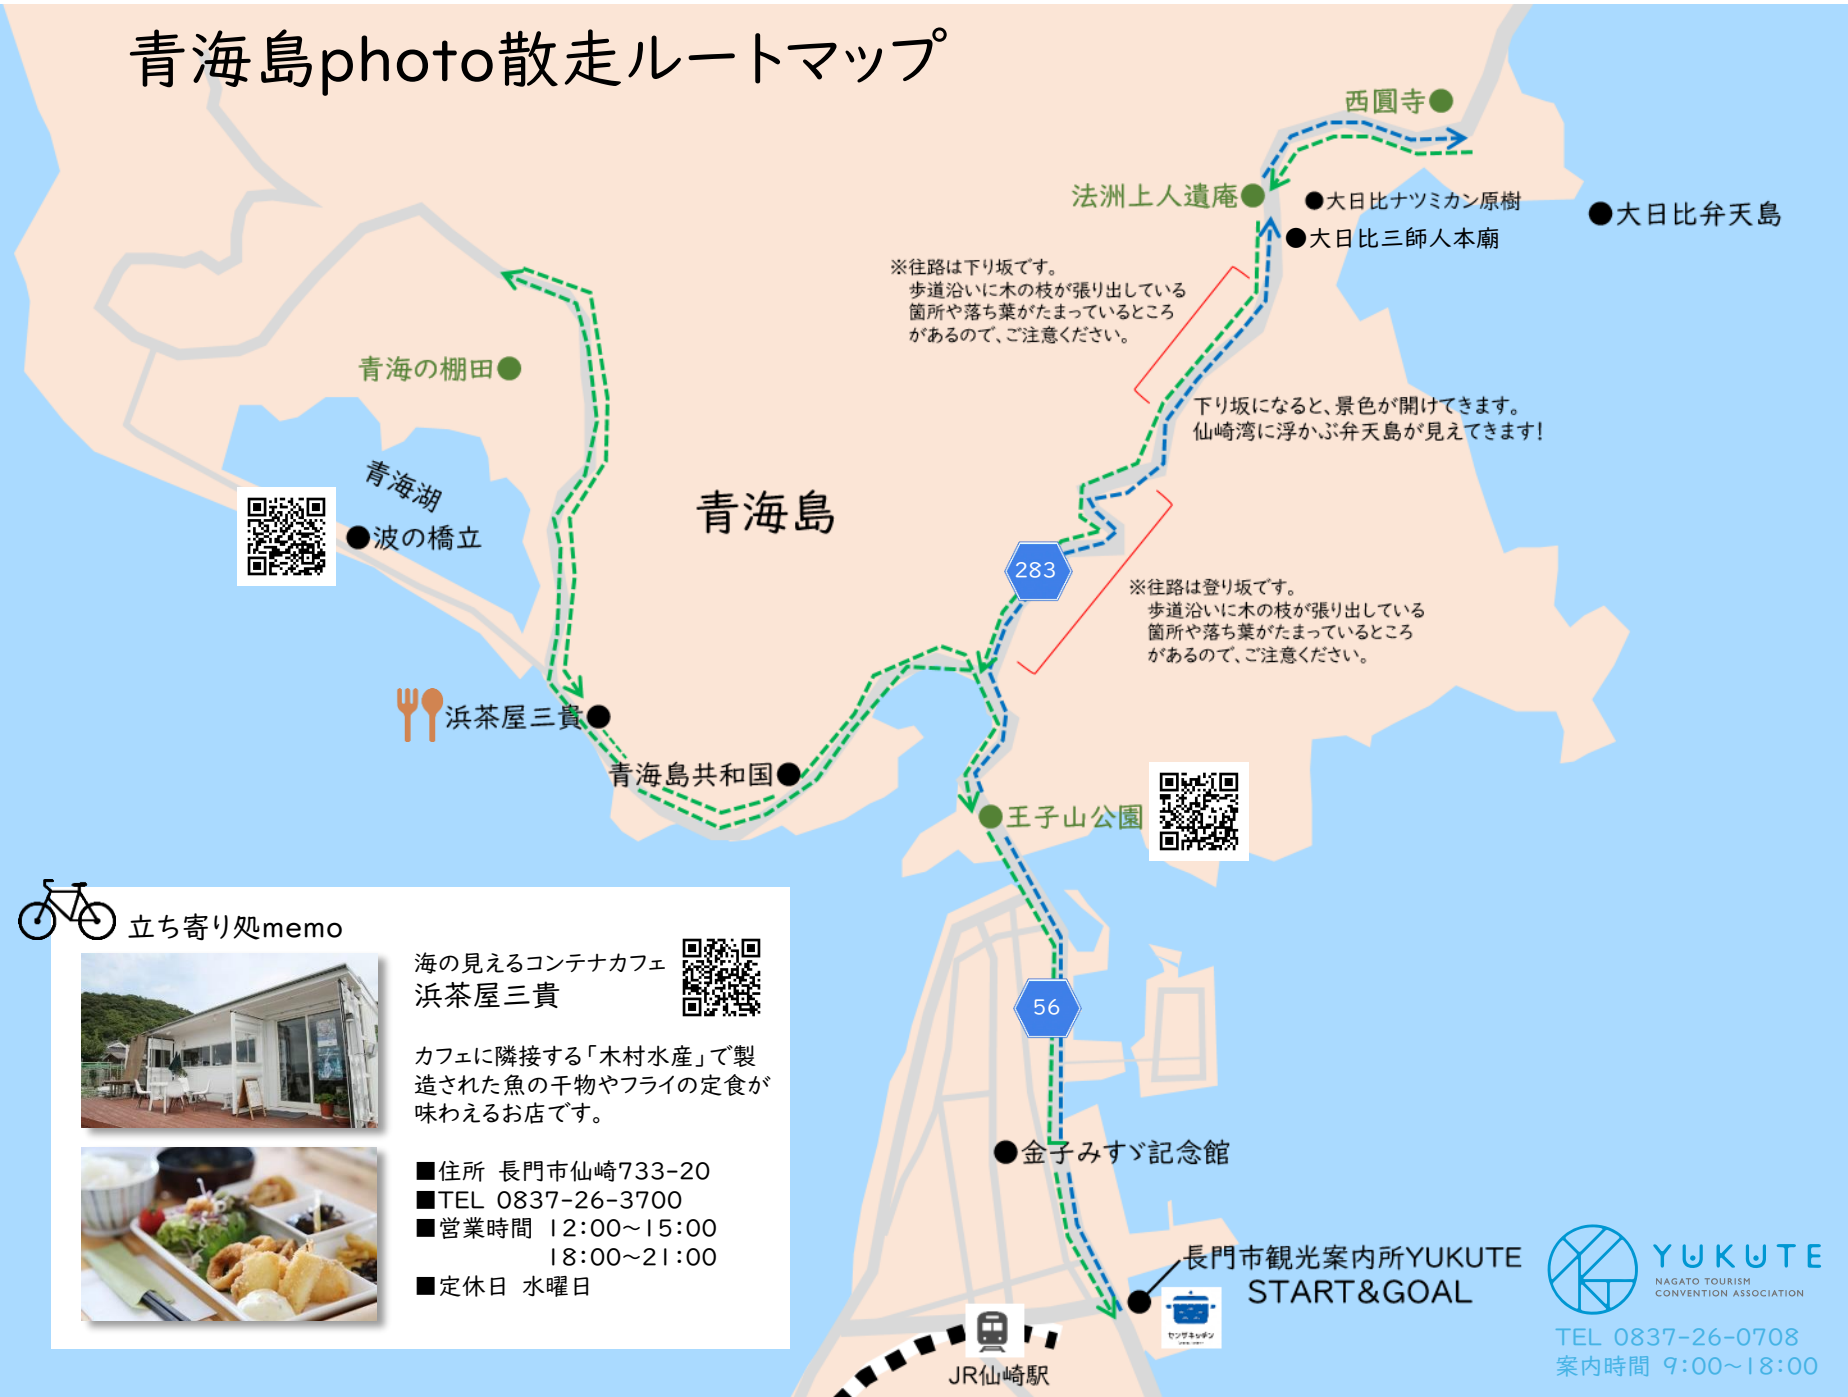 青海島photo散走ルートマップ
西圓寺
法洲上人遺庵
大日比ナツミカン原樹
大日比弁天島
大日比三師人本廟
※往路は下り坂です。
歩道沿いに木の枝が張り出している
箇所や落ち葉がたまっているところ
があるので、ご注意ください。
青海の棚田
下り坂になると、景色が開けてきます。
仙崎湾に浮かぶ弁天島が見えてきます!
青海湖
波の橋立
青海島
283
※往路は登り坂です。
歩道沿いに木の枝が張り出している
箇所や落ち葉がたまっているところ
があるので、ご注意ください。
浜茶屋三貴
青海島共和国
王子山公園
立ち寄り処memo
海の見えるコンテナカフェ
浜茶屋三貴
カフェに隣接する「木村水産」で製
造された魚の干物やフライの定食が
味わえるお店です。
■住所 長門市仙崎733-20
■TEL 0837-26-3700
■営業時間 12:00~15:00
18:00~21:00
■定休日 水曜日
56
金子みすゞ記念館
長門市観光案内所YUKUTE
START&GOAL
センザキッチン
JR仙崎駅
YUKUTE
NAGATO TOURISM
CONVENTION ASSOCIATION
TEL 0837-26-0708
案内時間 9:00~18:00